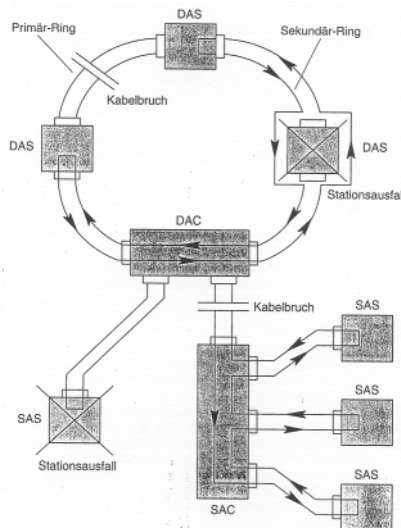 DAS
Primär-Ring
Sekundär-Ring
Kabelbruch
DAS
DAS
Stationsausfall
DAC
Kabelbruch
SAS
SAS
SAS
Stationsausfall
SAS
SAC